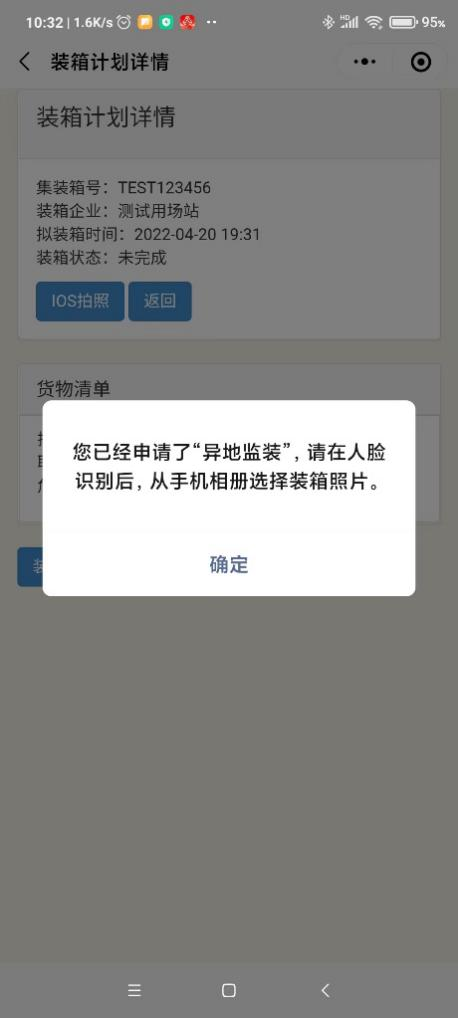 10:32 | 1.6K/s
HD
95%
装箱计划详情
装箱计划详情
集装箱号：TEST123456
装箱企业：测试用场站
拟装箱时间：2022-04-20 19:31
装箱状态：未完成
IOS拍照 返回
货物清单
您已经申请了“异地监装”，请在人脸
识别后，从手机相册选择装箱照片。
确定